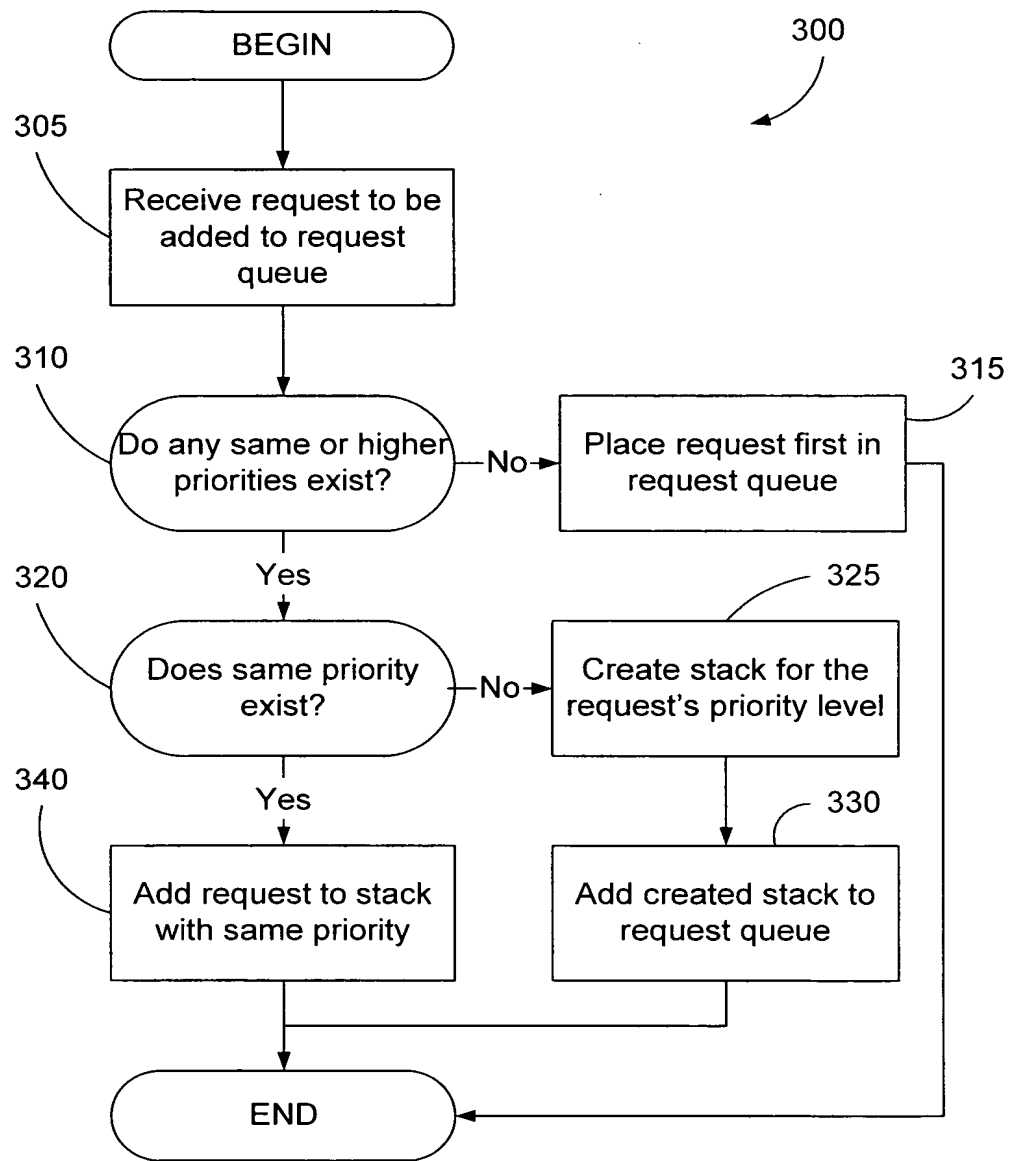 BEGIN
300
305
Receive request to be
added to request
queue
310
Do any same or higher
priorities exist?
No
315
Place request first in
request queue
Yes
320
Does same priority
exist?
No
325
Create stack for the
request's priority level
Yes
340
Add request to stack
with same priority
330
Add created stack to
request queue
END